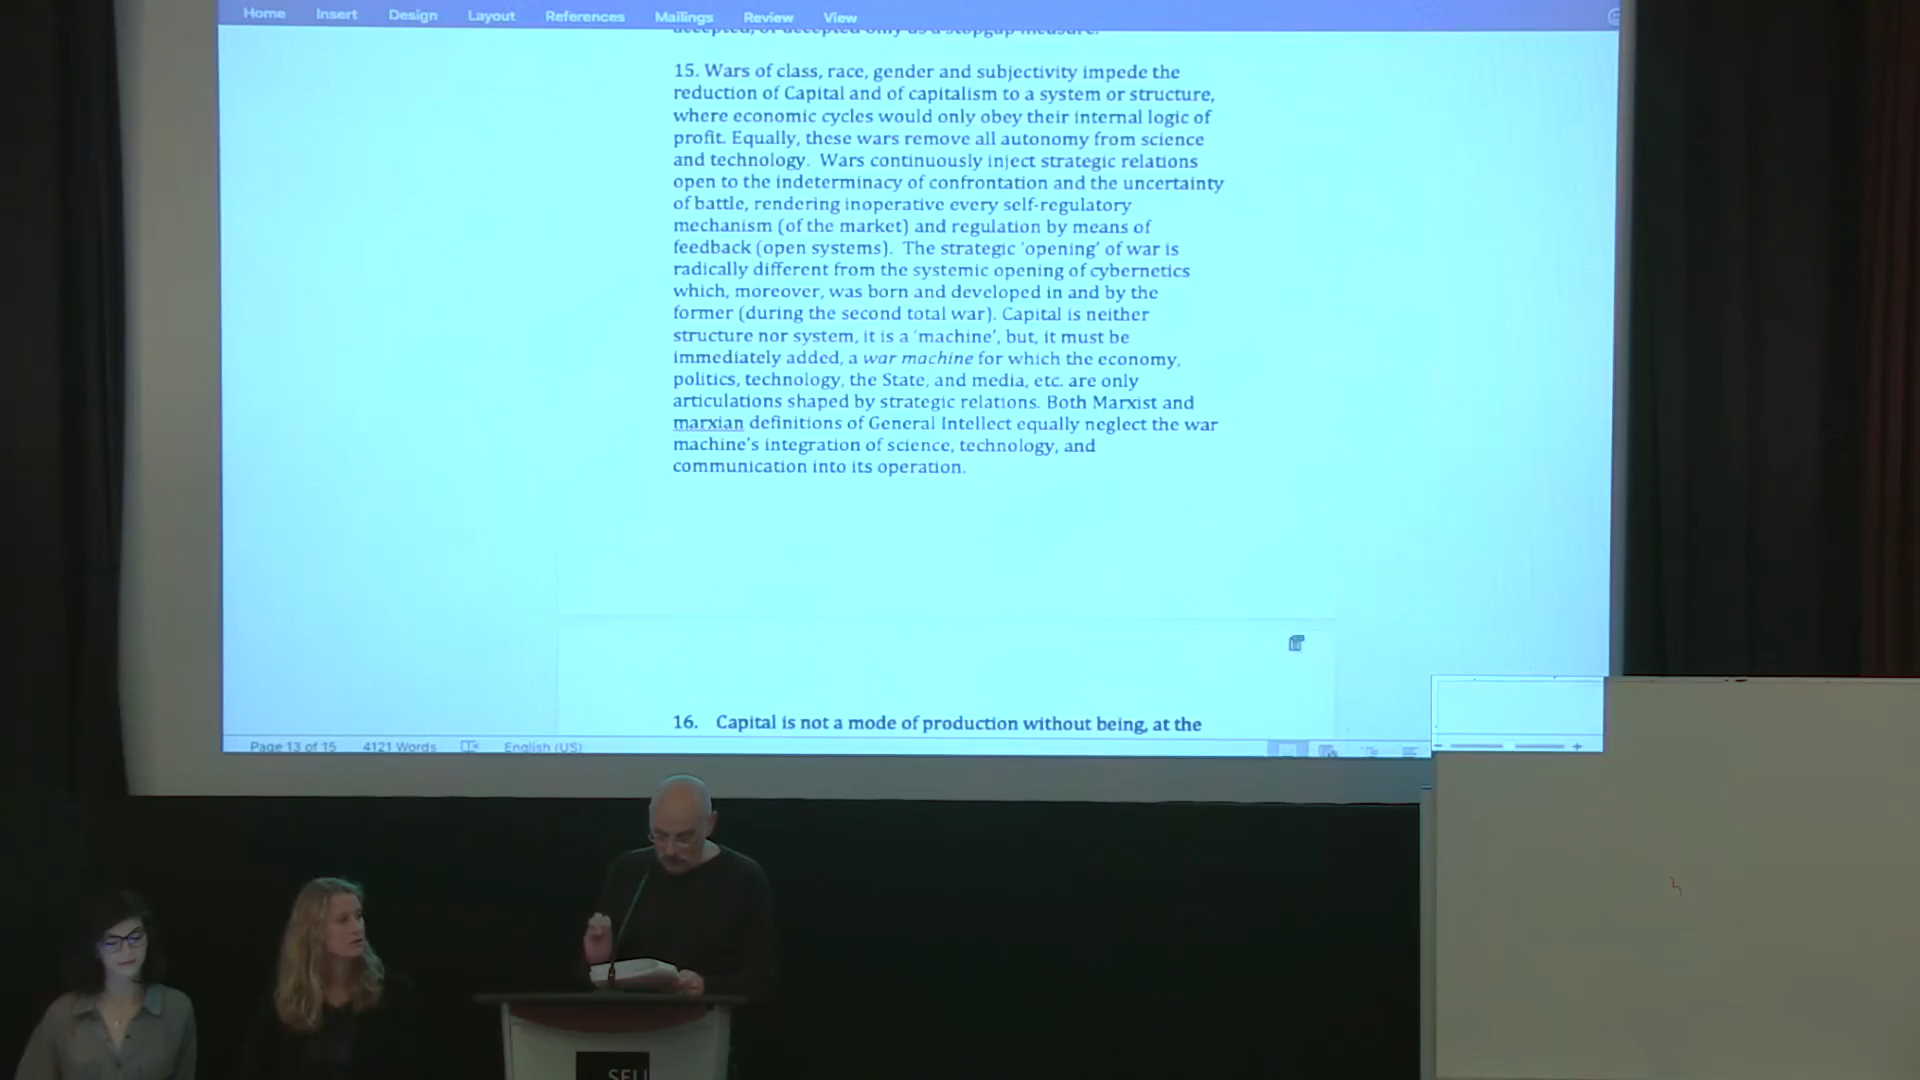 Home Insert Design Layout References Mailings Review View
accepted, or accepted only as a stopgap measure.
15. Wars of class, race, gender and subjectivity impede the
reduction of Capital and of capitalism to a system or structure,
where economic cycles would only obey their internal logic of
profit. Equally, these wars remove all autonomy from science
and technology. Wars continuously inject strategic relations
open to the indeterminacy of confrontation and the uncertainty
of battle, rendering inoperative every self-regulatory
mechanism (of the market) and regulation by means of
feedback (open systems). The strategic 'opening' of war is
radically different from the systemic opening of cybernetics
which, moreover, was born and developed in and by the
former (during the second total war). Capital is neither
structure nor system, it is a 'machine', but, it must be
immediately added, a war machine for which the economy,
politics, technology, the State, and media, etc. are only
articulations shaped by strategic relations. Both Marxist and
marxian definitions of General Intellect equally neglect the war
machine's integration of science, technology, and
communication into its operation.
16. Capital is not a mode of production without being, at the
Page 13 of 15 4121 Words English (US)
SFU